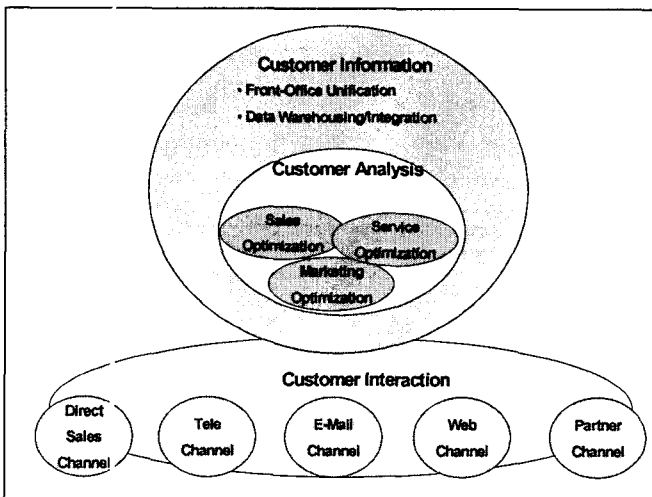 Customer Information
• Front-Office Unification
• Data Warehousing/Integration
Customer Analysis
Sales
Optimization
Service
Optimization
Marketing
Optimization
Customer Interaction
Direct
Sales
Channel
Tele
Channel
E-Mail
Channel
Web
Channel
Partner
Channel